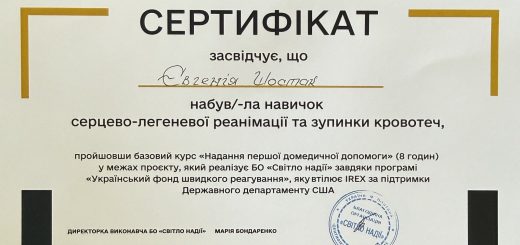 СЕРТИФІКАТ
засвідчує, що
Євгенія Шостак
набув/-ла навичок
серцево-легеневої реанімації та зупинки кровотеч,
пройшовши базовий курс «Надання першої домедичної допомоги» (8 годин)
у межах проєкту, який реалізує БО «Світло надії» завдяки програмі
«Український фонд швидкого реагування», яку втілює IREX за підтримки
Державного департаменту США
ДИРЕКТОРКА ВИКОНАВЧА БО «СВІТЛО НАДІЇ» МАРІЯ БОНДАРЕНКО
БЛАГОДІЙНА
ОРГАНІЗАЦІЯ
«СВІТЛО НАДІЇ»